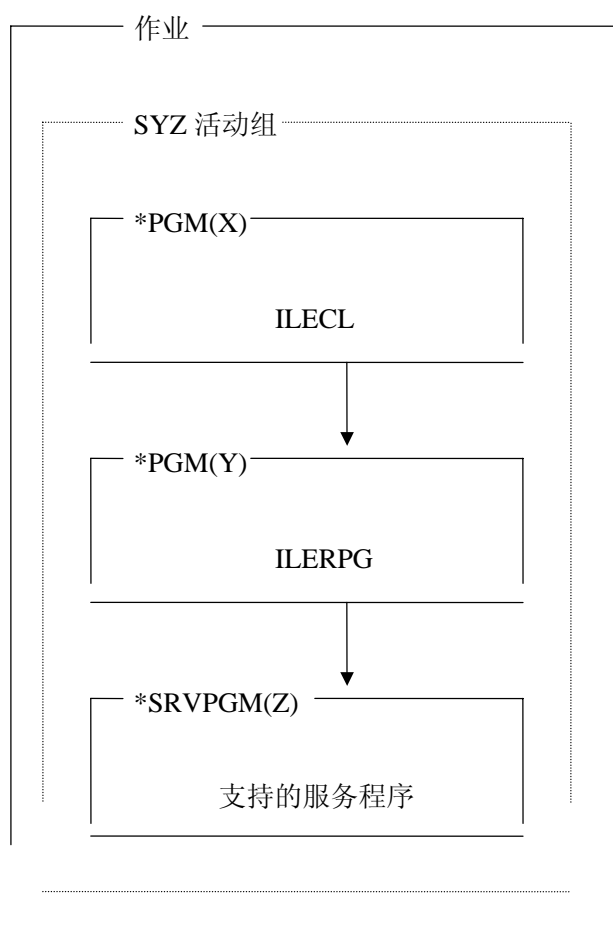 作业
SYZ 活动组
*PGM(X)
ILECL
*PGM(Y)
ILERPG
*SRVPGM(Z)
支持的服务程序